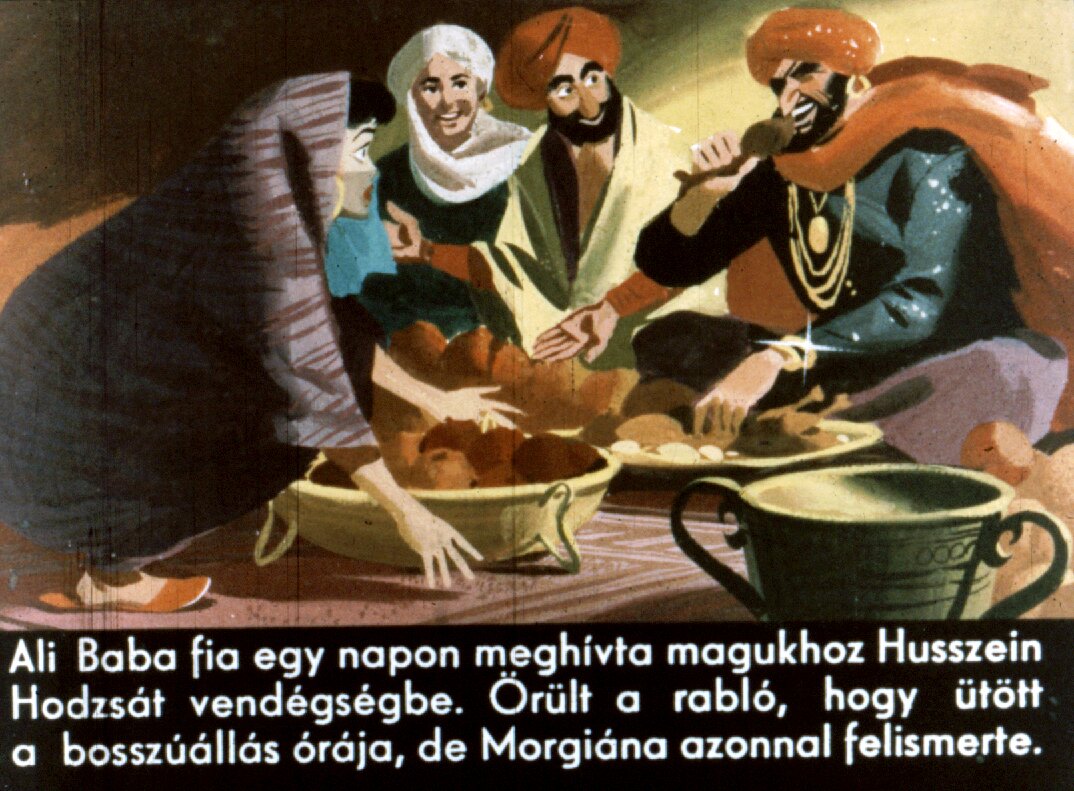 Ali Baba fia egy napon meghívta magukhoz Husszein
Hodzsát vendégségbe. Örült a rabló, hogy ütött
a bosszúállás órája, de Morgiána azonnal felismerte.